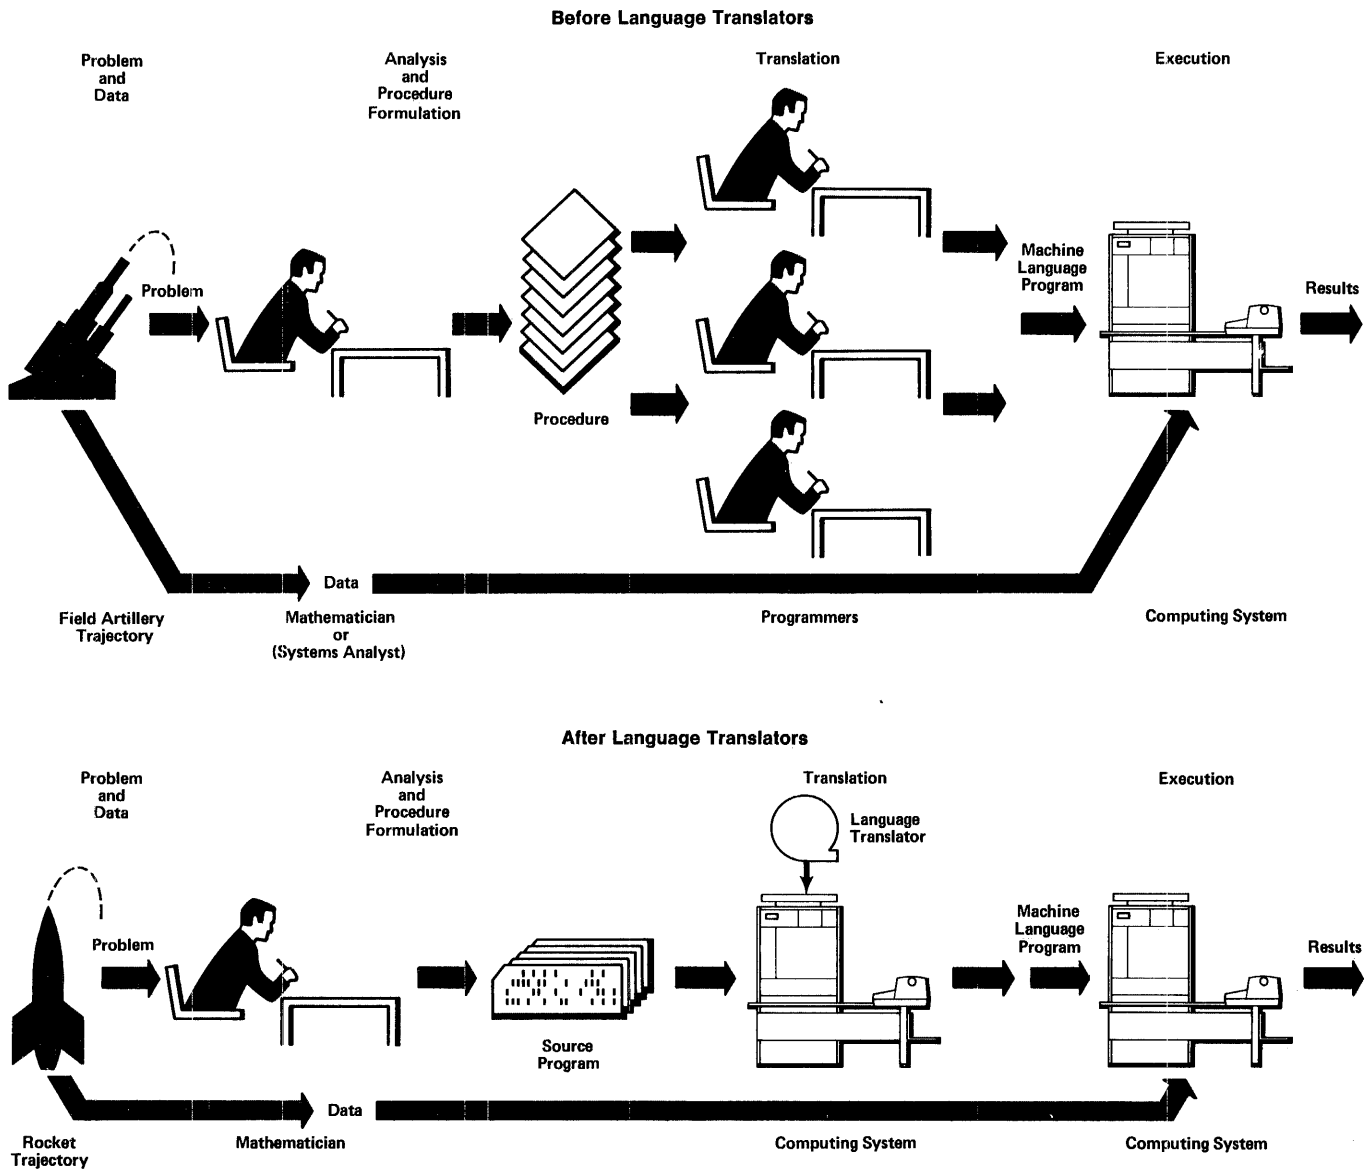 Before Language Translators
Problem
and
Data
Analysis
and
Procedure
Formulation
Translation
Execution
Problem
Procedure
Machine
Language
Program
Results
Data
Field Artillery
Trajectory
Mathematician
or
(Systems Analyst)
Programmers
Computing System
After Language Translators
Problem
and
Data
Analysis
and
Procedure
Formulation
Translation
Execution
Language
Translator
Problem
Source
Program
Machine
Language
Program
Results
Data
Rocket
Trajectory
Mathematician
Computing System
Computing System